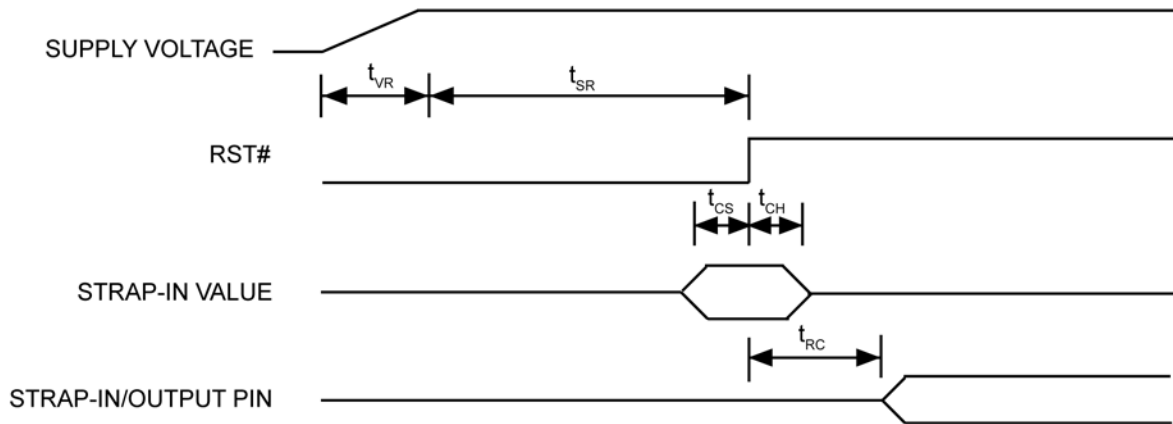 SUPPLY VOLTAGE
tVR
tSR
RST#
tCS
tCH
STRAP-IN VALUE
tRC
STRAP-IN/OUTPUT PIN